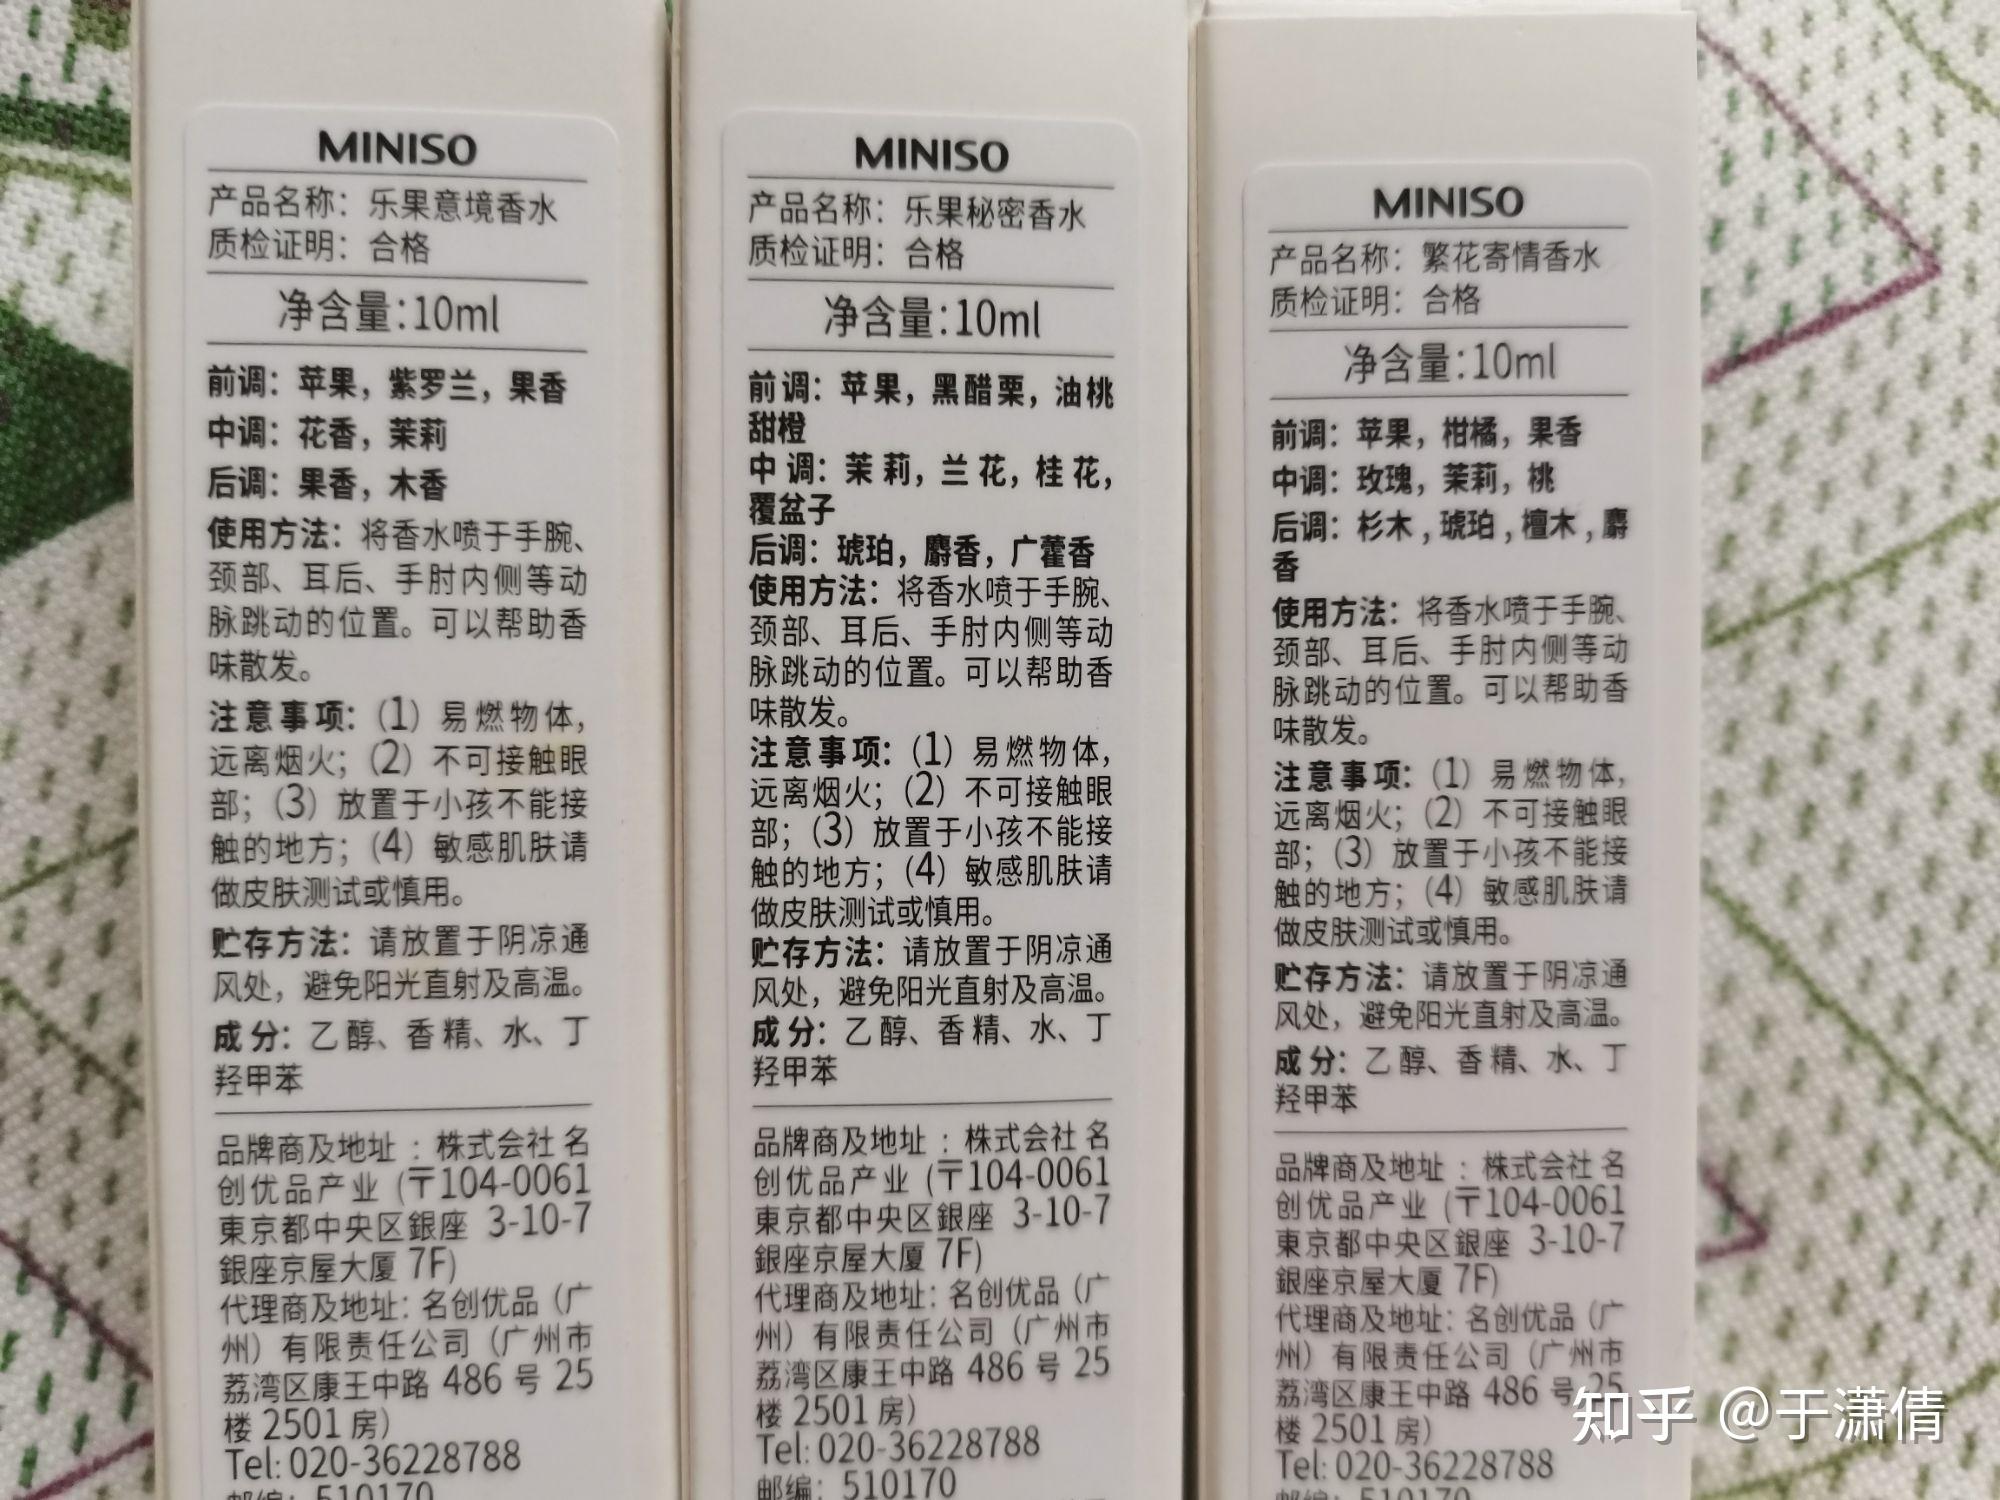 MINISO
产品名称：乐果意境香水
质检证明：合格
净含量：10ml
前调：苹果，紫罗兰，果香
中调：花香，茉莉
后调：果香，木香
使用方法：将香水喷于手腕、
颈部、耳后、手肘内侧等动
脉跳动的位置。可以帮助香
味散发。
注意事项：（1）易燃物体，
远离烟火；（2）不可接触眼
部；（3）放置于小孩不能接
触的地方；（4）敏感肌肤请
做皮肤测试或慎用。
贮存方法：请放置于阴凉通
风处，避免阳光直射及高温。
成分：乙醇、香精、水、丁
羟甲苯
品牌商及地址：株式会社 名
创优品产业 (〒104-0061
東京都中央区銀座 3-10-7
銀座京屋大厦 7F)
代理商及地址：名创优品（广
州）有限责任公司（广州市
荔湾区康王中路 486 号 25
楼 2501 房）
Tel: 020-36228788
邮编：510170
MINISO
产品名称：乐果秘密香水
质检证明：合格
净含量：10ml
前调：苹果，黑醋栗，油桃
甜橙
中调：茉莉，兰花，桂花，
覆盆子
后调：琥珀，麝香，广藿香
使用方法：将香水喷于手腕、
颈部、耳后、手肘内侧等动
脉跳动的位置。可以帮助香
味散发。
注意事项：（1）易燃物体，
远离烟火；（2）不可接触眼
部；（3）放置于小孩不能接
触的地方；（4）敏感肌肤请
做皮肤测试或慎用。
贮存方法：请放置于阴凉通
风处，避免阳光直射及高温。
成分：乙醇、香精、水、丁
羟甲苯
品牌商及地址：株式会社 名
创优品产业 (〒104-0061
東京都中央区銀座 3-10-7
銀座京屋大厦 7F)
代理商及地址：名创优品（广
州）有限责任公司（广州市
荔湾区康王中路 486 号 25
楼 2501 房）
Tel: 020-36228788
邮编：510170
MINISO
产品名称：繁花寄情香水
质检证明：合格
净含量：10ml
前调：苹果，柑橘，果香
中调：玫瑰，茉莉，桃
后调：杉木，琥珀，檀木，麝
香
使用方法：将香水喷于手腕、
颈部、耳后、手肘内侧等动
脉跳动的位置。可以帮助香
味散发。
注意事项：（1）易燃物体，
远离烟火；（2）不可接触眼
部；（3）放置于小孩不能接
触的地方；（4）敏感肌肤请
做皮肤测试或慎用。
贮存方法：请放置于阴凉通
风处，避免阳光直射及高温。
成分：乙醇、香精、水、丁
羟甲苯
品牌商及地址：株式会社 名
创优品产业 (〒104-0061
東京都中央区銀座 3-10-7
銀座京屋大厦 7F)
代理商及地址：名创优品（广
州）有限责任公司（广州市
荔湾区康王中路 486 号 25
楼 2501 房）
Tel: 020-36228788
邮编：510170
知乎 @于潇倩